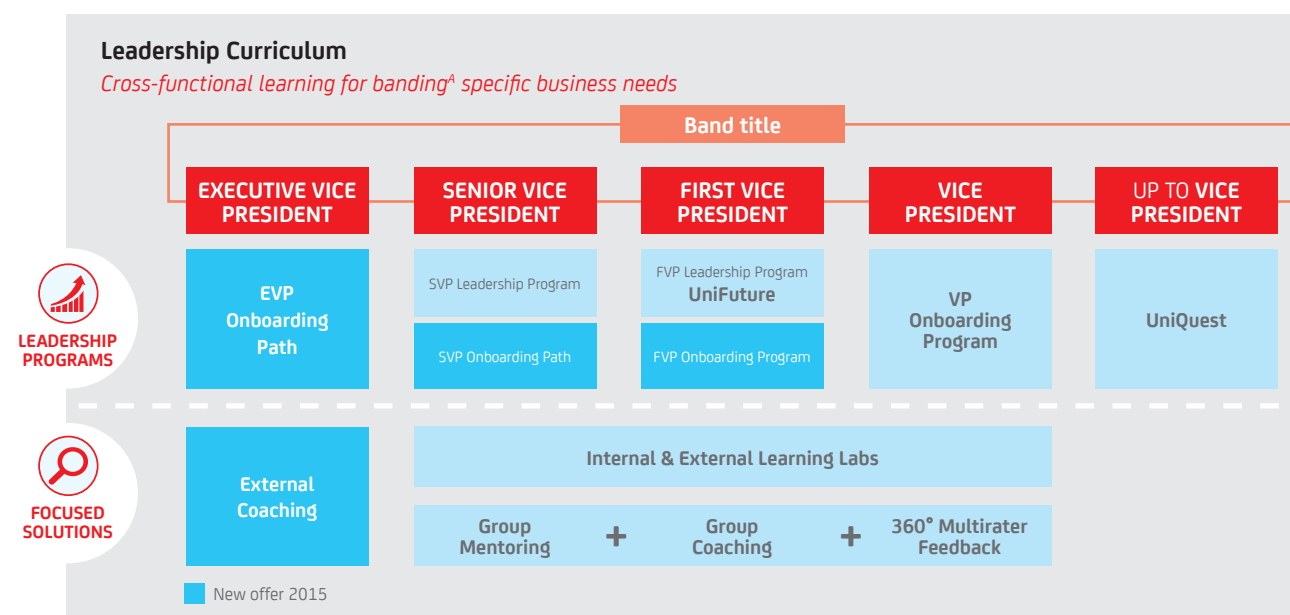 Leadership Curriculum
Cross-functional learning for bandingᴬ specific business needs
Band title
EXECUTIVE VICE
PRESIDENT
SENIOR VICE
PRESIDENT
FIRST VICE
PRESIDENT
VICE
PRESIDENT
UP TO VICE
PRESIDENT
LEADERSHIP
PROGRAMS
EVP
Onboarding
Path
SVP Leadership Program
SVP Onboarding Path
FVP Leadership Program
UniFuture
FVP Onboarding Program
VP
Onboarding
Program
UniQuest
FOCUSED
SOLUTIONS
External
Coaching
Internal & External Learning Labs
Group
Mentoring
+
Group
Coaching
+
360° Multirater
Feedback
New offer 2015